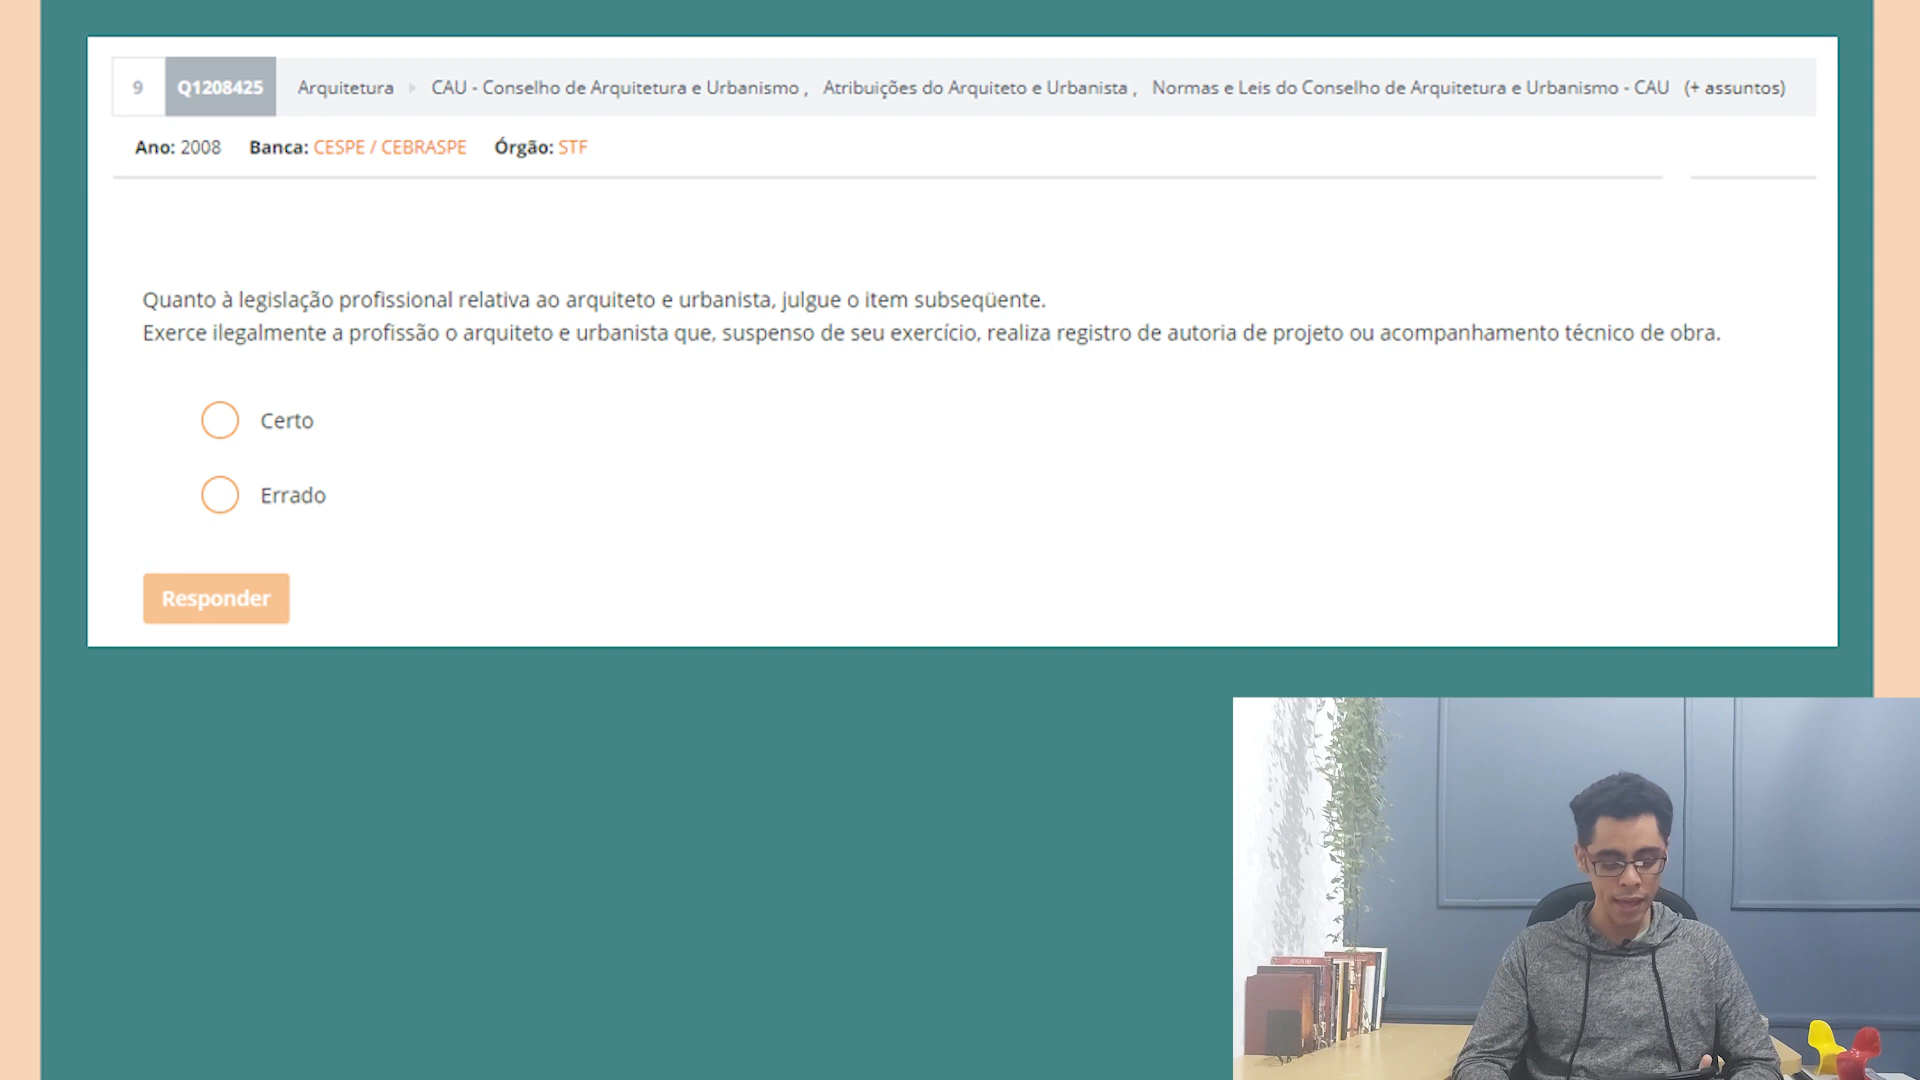 9 Q1208425 Arquitetura CAU - Conselho de Arquitetura e Urbanismo , Atribuições do Arquiteto e Urbanista , Normas e Leis do Conselho de Arquitetura e Urbanismo - CAU (+ assuntos)
Ano: 2008 Banca: CESPE / CEBRASPE Órgão: STF
Quanto à legislação profissional relativa ao arquiteto e urbanista, julgue o item subseqüente.
Exerce ilegalmente a profissão o arquiteto e urbanista que, suspenso de seu exercício, realiza registro de autoria de projeto ou acompanhamento técnico de obra.
Certo
Errado
Responder